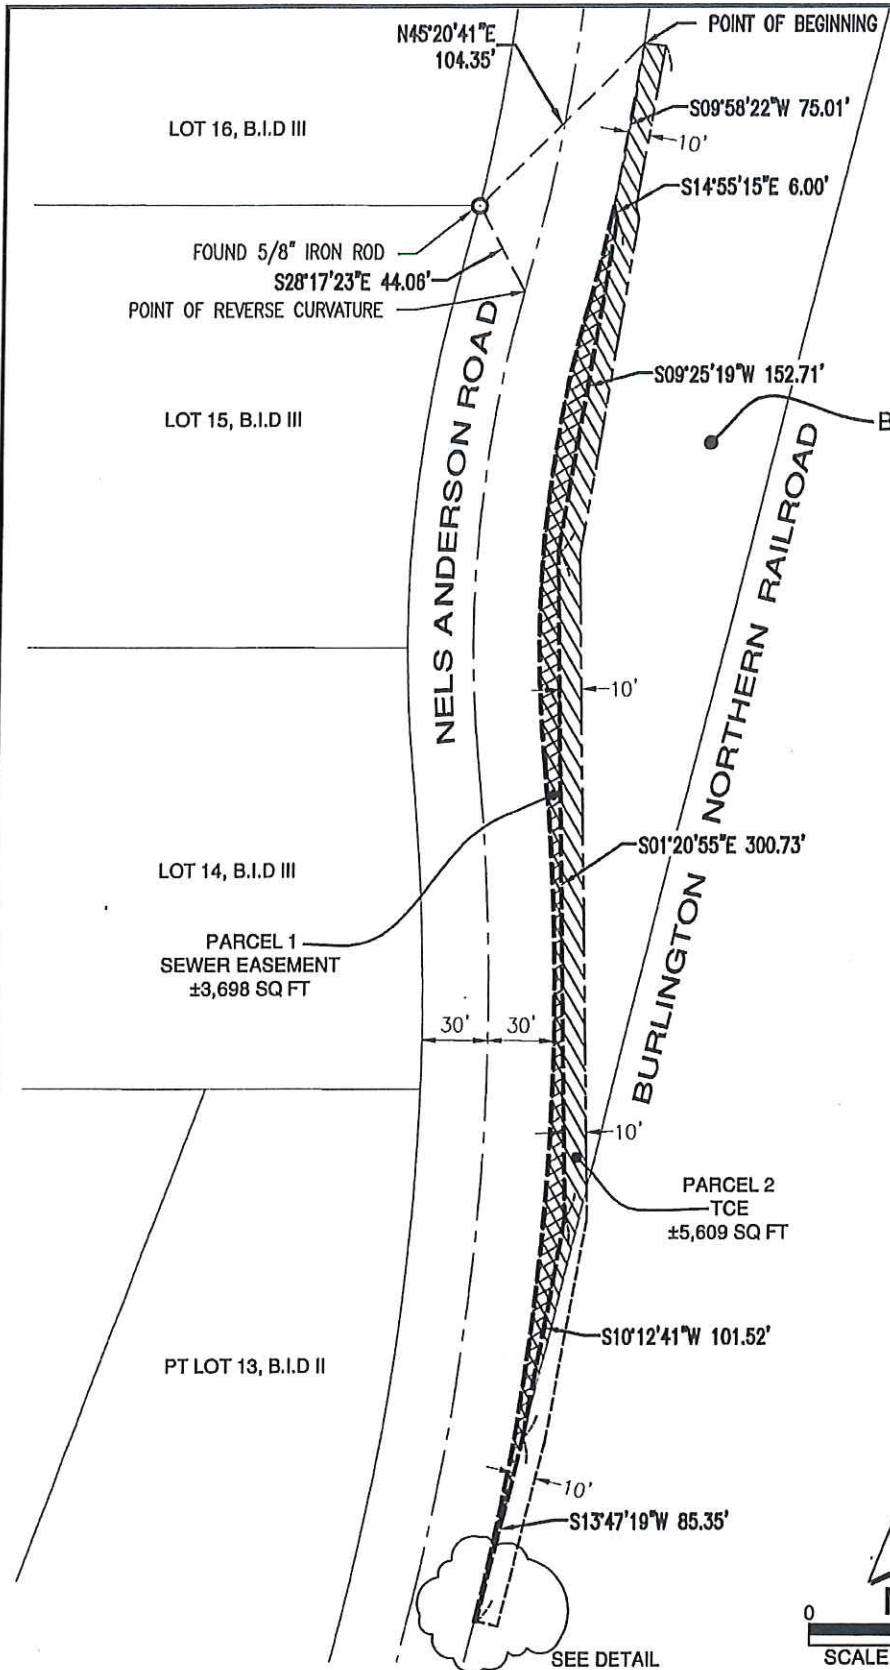 N45°20'41"E
104.35'
POINT OF BEGINNING
S09°58'22"W 75.01'
10'
LOT 16, B.I.D III
S14°55'15"E 6.00'
FOUND 5/8" IRON ROD
S28°17'23"E 44.06'
POINT OF REVERSE CURVATURE
S09°25'19"W 152.71'
LOT 15, B.I.D III
B
NELS ANDERSON ROAD
BURLINGTON NORTHERN RAILROAD
10'
S01°20'55"E 300.73'
LOT 14, B.I.D III
PARCEL 1
SEWER EASEMENT
±3,698 SQ FT
30'
30'
10'
PARCEL 2
TCE
±5,609 SQ FT
S10°12'41"W 101.52'
PT LOT 13, B.I.D II
10'
S13°47'19"W 85.35'
SEE DETAIL
0
SCALE